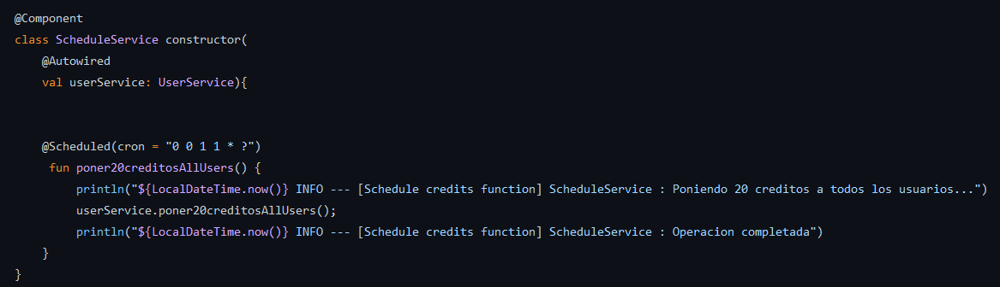 @Component
class ScheduleService constructor(
    @Autowired
    val userService: UserService){
    @Scheduled(cron = "0 0 1 1 * ?")
     fun poner20creditosAllUsers() {
         println("${LocalDateTime.now()} INFO --- [Schedule credits function] ScheduleService : Poniendo 20 creditos a todos los usuarios...")
         userService.poner20creditosAllUsers();
         println("${LocalDateTime.now()} INFO --- [Schedule credits function] ScheduleService : Operacion completada")
    }
}